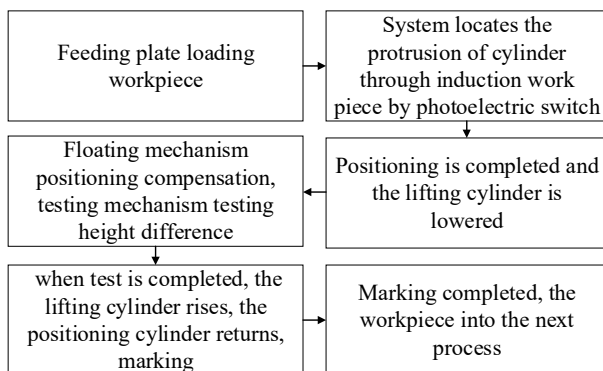 Feeding plate loading
workpiece
System locates the
protrusion of cylinder
through induction work
piece by photoelectric switch
Positioning is completed and
the lifting cylinder is
lowered
Floating mechanism
positioning compensation,
testing mechanism testing
height difference
when test is completed, the
lifting cylinder rises, the
positioning cylinder returns,
marking
Marking completed, the
workpiece into the next
process